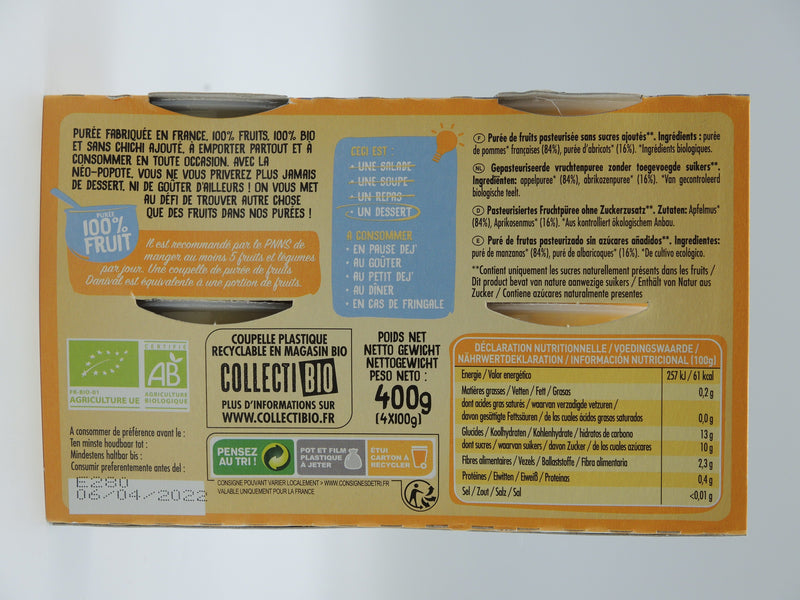 PURÉE FABRIQUÉE EN FRANCE, 100% FRUITS, 100% BIO
ET SANS CHICHI AJOUTÉ, À EMPORTER PARTOUT ET À
CONSOMMER EN TOUTE OCCASION. AVEC LA
NÉO-POPOTE, VOUS NE VOUS PRIVEREZ PLUS JAMAIS
DE DESSERT, NI DE GOÛTER D'AILLEURS ! ON VOUS MET
AU DÉFI DE TROUVER AUTRE CHOSE
QUE DES FRUITS DANS NOS PURÉES !
PURÉE
100%
FRUIT
Il est recommandé par le PNNS de
manger au moins 5 fruits et légumes
par jour. Une coupelle de purée de fruits
Danival est équivalente à une portion de fruits.
CECI EST :
• UNE SALADE
• UNE SOUPE
• UN REPAS
• UN DESSERT
À CONSOMMER
• EN PAUSE DEJ'
• AU GOÛTER
• AU PETIT DEJ'
• AU DÎNER
• EN CAS DE FRINGALE
F Purée de fruits pasteurisée sans sucres ajoutés**. Ingrédients : purée
de pommes* françaises (84%), purée d'abricots* (16%). *Ingrédients biologiques.
NL Gepasteuriseerde vruchtenpuree zonder toegevoegde suikers**.
Ingrediënten: appelpuree* (84%), abrikozenpuree* (16%). *Van gecontroleerd
biologische teelt.
D Pasteurisiertes Fruchtpüree ohne Zuckerzusatz**. Zutaten: Apfelmus*
(84%), Aprikosenmus* (16%). *Aus kontrolliert ökologischem Anbau.
E Puré de frutas pasteurizado sin azúcares añadidos**. Ingredientes:
puré de manzanas* (84%), puré de albaricoques* (16%). *De cultivo ecológico.
**Contient uniquement les sucres naturellement présents dans les fruits /
Dit product bevat van nature aanwezige suikers / Enthält von Natur aus
Zucker / Contiene azúcares naturalmente presentes
FR-BIO-01
AGRICULTURE UE
CERTIFIÉ
AB
AGRICULTURE
BIOLOGIQUE
COUPELLE PLASTIQUE
RECYCLABLE EN MAGASIN BIO
COLLECTIBIO
PLUS D'INFORMATIONS SUR
WWW.COLLECTIBIO.FR
POIDS NET
NETTO GEWICHT
NETTOGEWICHT
PESO NETO :
400g
(4X100g)
DÉCLARATION NUTRITIONNELLE / VOEDINGSWAARDE /
NÄHRWERTDEKLARATION / INFORMACIÓN NUTRICIONAL (100g)
Energie / Valor energético 257 kJ / 61 kcal
Matières grasses / Vetten / Fett / Grasas 0,2 g
dont acides gras saturés / waarvan verzadigde vetzuren /
davon gesättigte Fettssäuren / de las cuales ácidos grasos saturados 0,0 g
Glucides / Koolhydraten / Kohlenhydrate / hidratos de carbono 13 g
dont sucres / waarvan suikers / davon Zucker / de las cuales azúcares 10 g
Fibres alimentaires / Vezels / Ballaststoffe / Fibra alimentaria 2,3 g
Protéines / Eiwitten / Eiweiß / Proteinas 0,4 g
Sel / Zout / Salz / Sal <0,01 g
A consommer de préférence avant le :
Ten minste houdbaar tot :
Mindestens haltbar bis :
Consumir preferentemente antes del :
E280
06/04/2022
PENSEZ
AU TRI !
POT ET FILM
PLASTIQUE
À JETER
ÉTUI
CARTON À
RECYCLER
CONSIGNE POUVANT VARIER LOCALEMENT > WWW.CONSIGNESDETRI.FR
VALABLE UNIQUEMENT POUR LA FRANCE